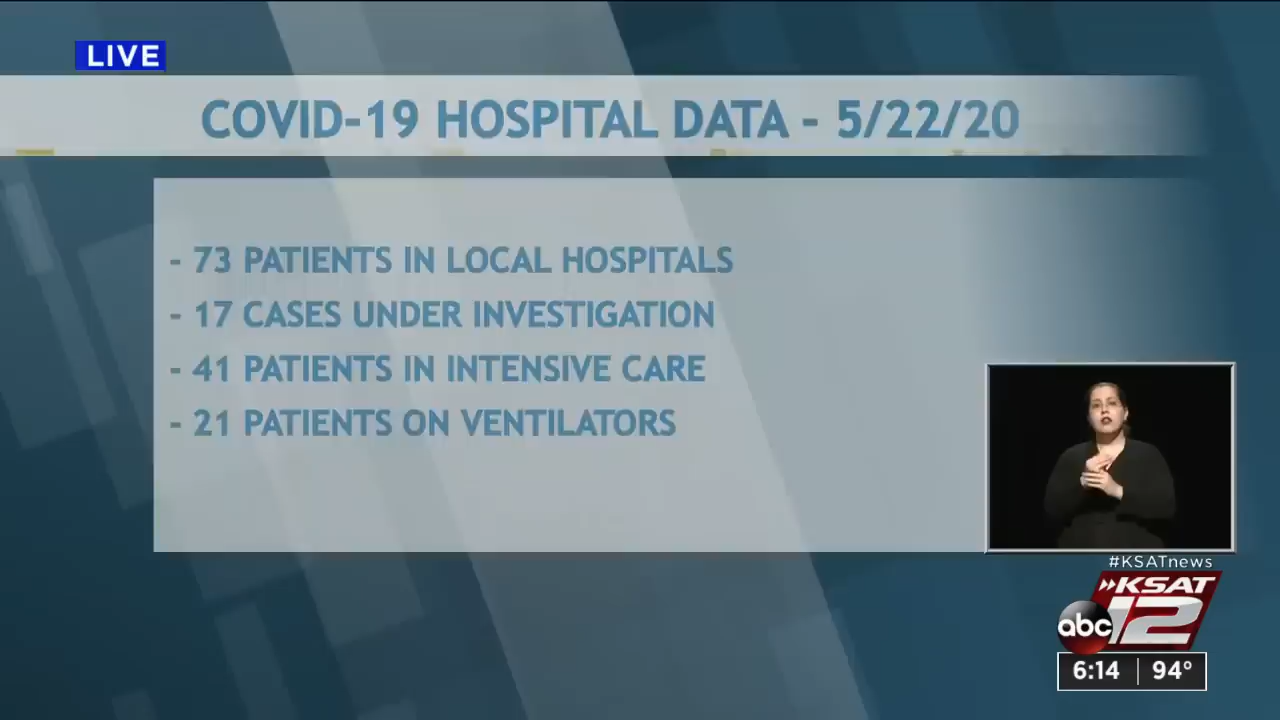 LIVE
COVID-19 HOSPITAL DATA - 5/22/20
- 73 PATIENTS IN LOCAL HOSPITALS
- 17 CASES UNDER INVESTIGATION
- 41 PATIENTS IN INTENSIVE CARE
- 21 PATIENTS ON VENTILATORS
#KSATnews
KSAT
abc 12
6:14 94°